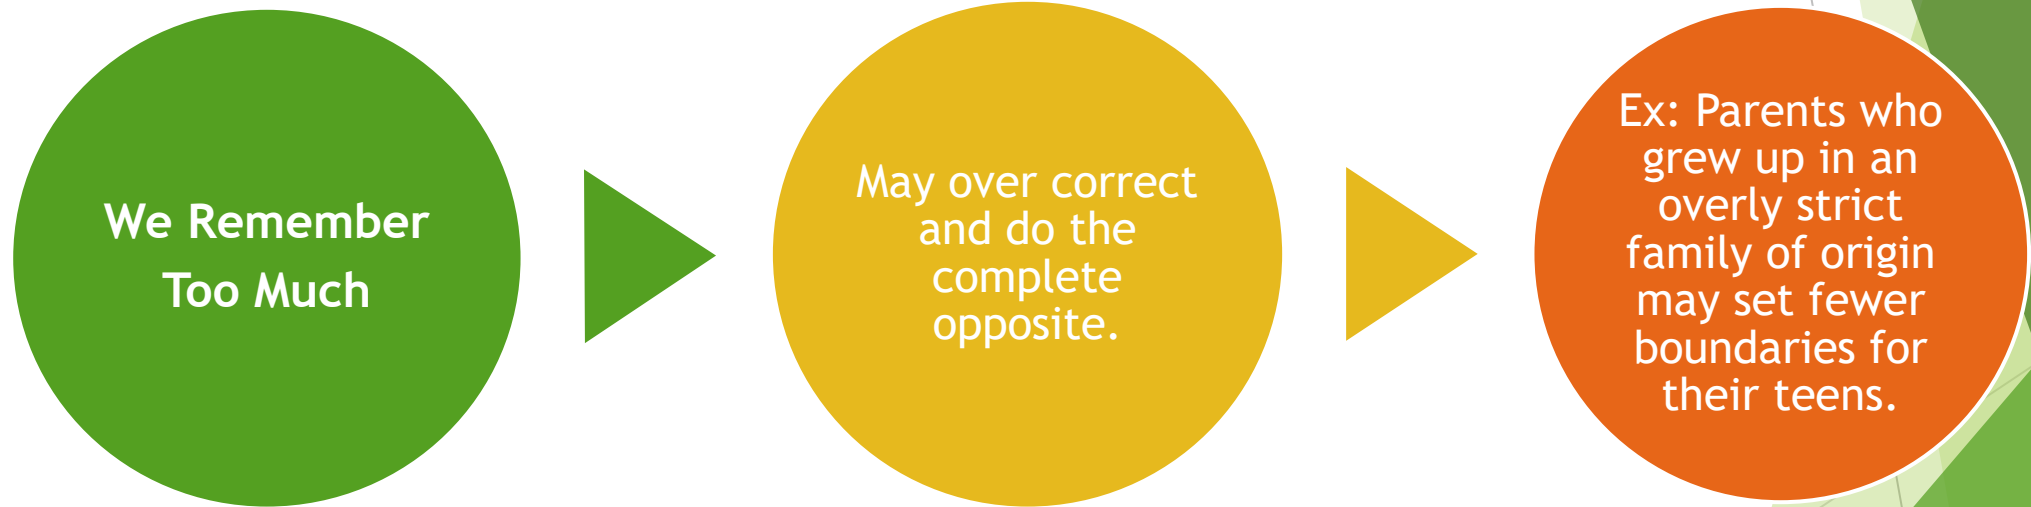 We Remember
Too Much
May over correct
and do the
complete
opposite.
Ex: Parents who
grew up in an
overly strict
family of origin
may set fewer
boundaries for
their teens.